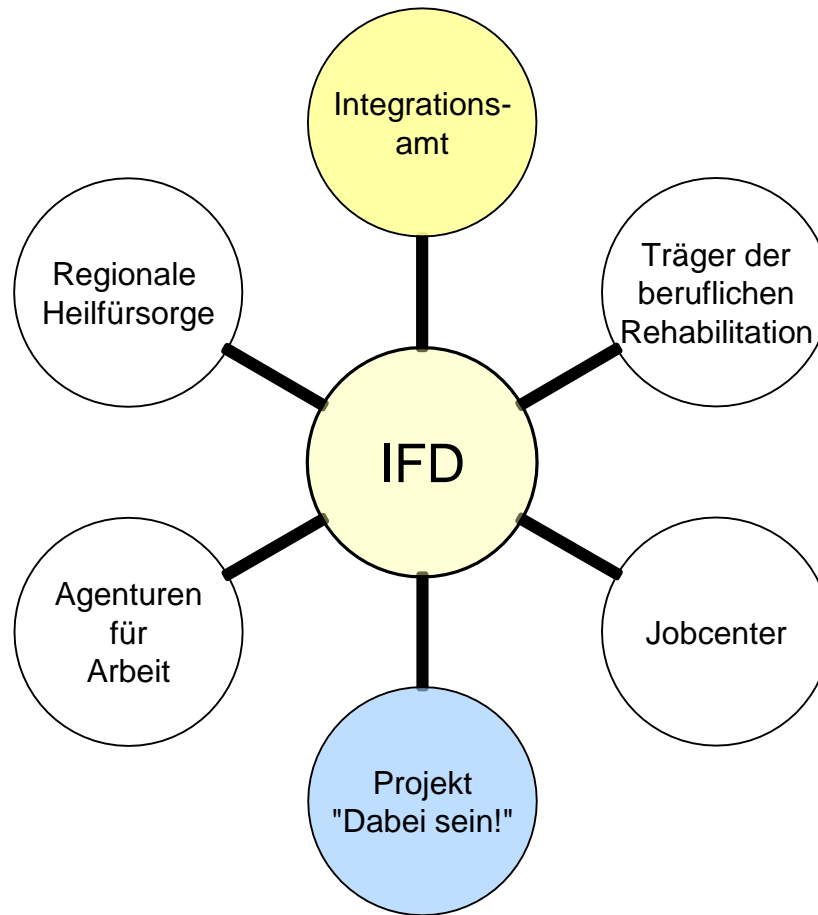 Integrations-
amt
Regionale
Heilfürsorge
Träger der
beruflichen
Rehabilitation
IFD
Agenturen
für
Arbeit
Jobcenter
Projekt
"Dabei sein!"